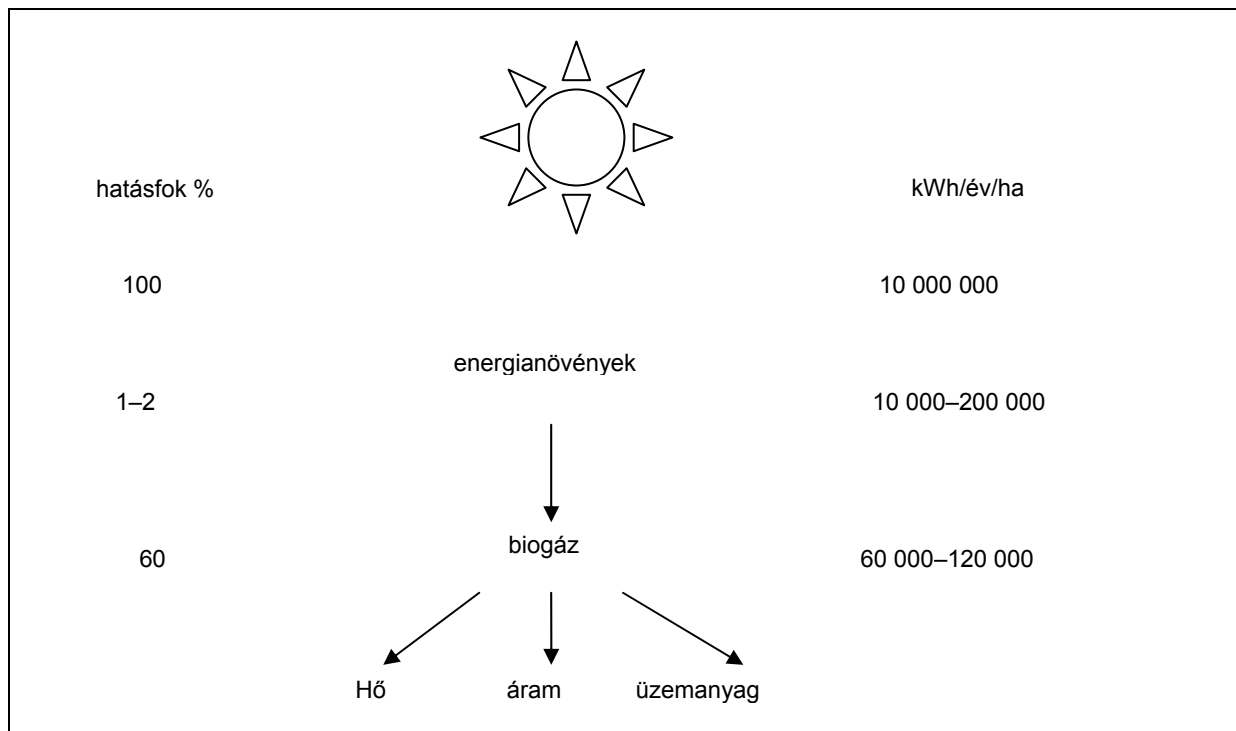 hatásfok %
kWh/év/ha
100
10 000 000
energianövények
1–2
10 000–200 000
biogáz
60
60 000–120 000
Hő áram üzemanyag